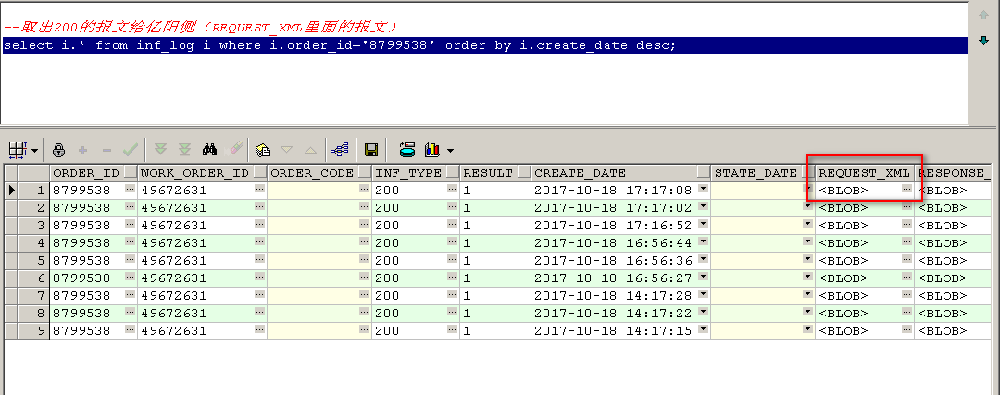 --取出200的报文给亿阳侧（REQUEST_XML里面的报文）
select i.* from inf_log i where i.order_id='8799538' order by i.create_date desc;
ORDER_ID WORK_ORDER_ID ORDER_CODE INF_TYPE RESULT CREATE_DATE STATE_DATE REQUEST_XML RESPONSE_
1 8799538 49672631 200 1 2017-10-18 17:17:08 <BLOB> <BLOB>
2 8799538 49672631 200 1 2017-10-18 17:17:02 <BLOB> <BLOB>
3 8799538 49672631 200 1 2017-10-18 17:16:52 <BLOB> <BLOB>
4 8799538 49672631 200 1 2017-10-18 16:56:44 <BLOB> <BLOB>
5 8799538 49672631 200 1 2017-10-18 16:56:36 <BLOB> <BLOB>
6 8799538 49672631 200 1 2017-10-18 16:56:27 <BLOB> <BLOB>
7 8799538 49672631 200 1 2017-10-18 14:17:28 <BLOB> <BLOB>
8 8799538 49672631 200 1 2017-10-18 14:17:22 <BLOB> <BLOB>
9 8799538 49672631 200 1 2017-10-18 14:17:15 <BLOB> <BLOB>